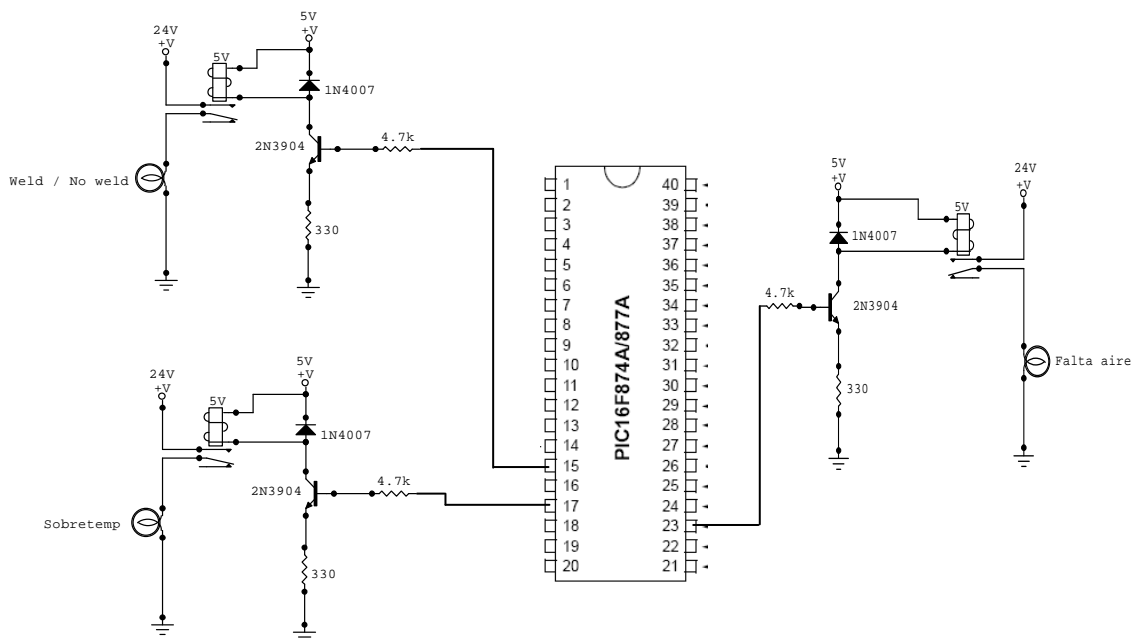 24V
+V
5V
5V
+V
1N4007
2N3904
4.7k
Weld / No weld
330
24V
+V
5V
5V
+V
1N4007
2N3904
4.7k
Sobretemp
330
PIC16F874A/877A
1
2
3
4
5
6
7
8
9
10
11
12
13
14
15
16
17
18
19
20
40
39
38
37
36
35
34
33
32
31
30
29
28
27
26
25
24
23
22
21
5V
+V
24V
+V
5V
1N4007
4.7k
2N3904
Falta aire
330